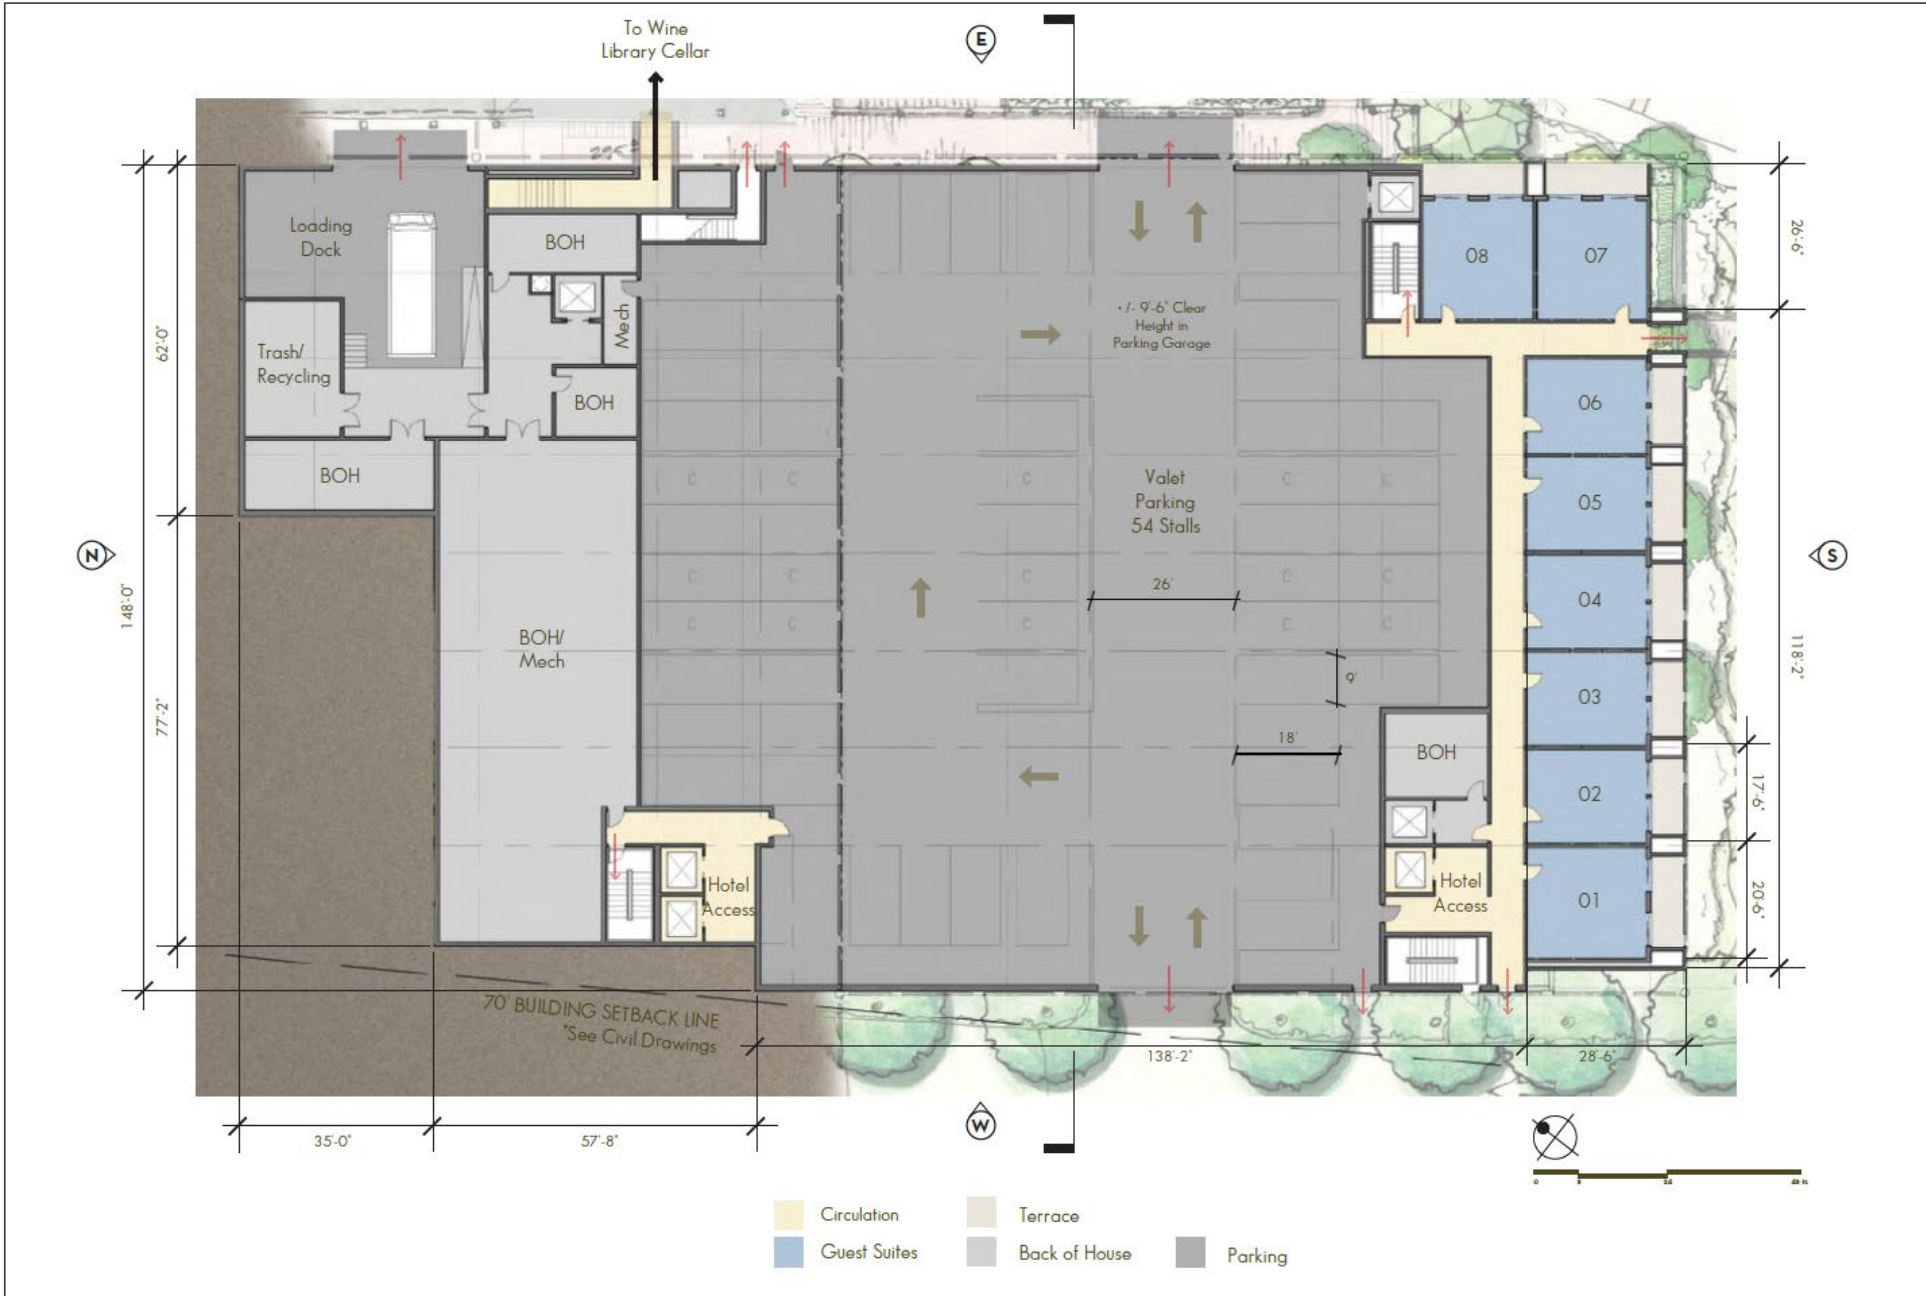 To Wine
Library Cellar
E
Loading
Dock
BOH
Mech
Trash/
Recycling
BOH
BOH
BOH/
Mech
+/- 9'-6" Clear
Height in
Parking Garage
Valet
Parking
54 Stalls
C C C C C
C C C C C
C C C C C
26'
9'
18'
08
07
06
05
04
03
02
01
BOH
Hotel
Access
Hotel
Access
N
S
W
148'-0"
62'-0"
77'-2"
26'-6"
118'-2"
17'-6"
20'-6"
70' BUILDING SETBACK LINE
*See Civil Drawings
138'-2"
28'-6"
35'-0"
57'-8"
Circulation
Terrace
Guest Suites
Back of House
Parking